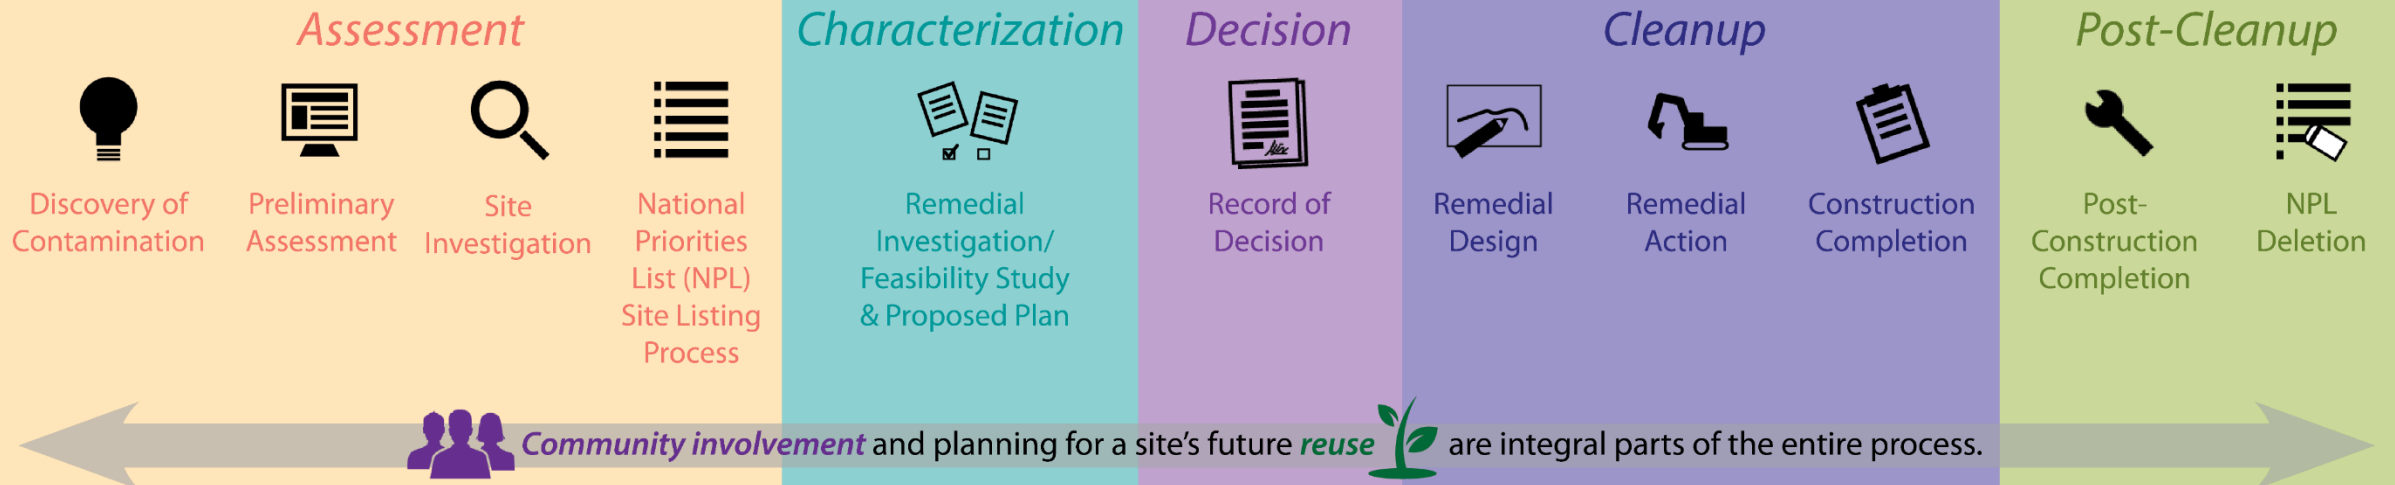 Assessment
Discovery of
Contamination
Preliminary
Assessment
Site
Investigation
National
Priorities
List (NPL)
Site Listing
Process
Characterization
Remedial
Investigation/
Feasibility Study
& Proposed Plan
Decision
Record of
Decision
Cleanup
Remedial
Design
Remedial
Action
Construction
Completion
Post-Cleanup
Post-
Construction
Completion
NPL
Deletion
Community involvement and planning for a site's future reuse are integral parts of the entire process.